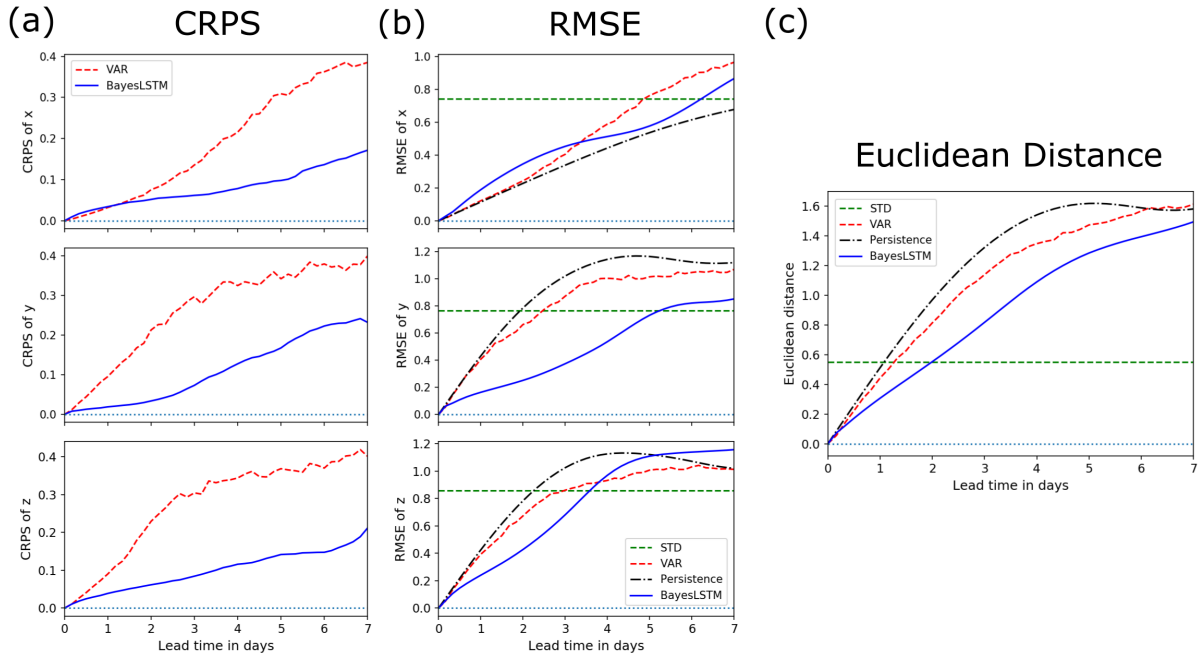 (a) CRPS
(b) RMSE
(c)
Euclidean Distance
CRPS of x
0.4
0.3
0.2
0.1
0.0
VAR
BayesLSTM
CRPS of y
0.4
0.3
0.2
0.1
0.0
CRPS of z
0.4
0.3
0.2
0.1
0.0
0 1 2 3 4 5 6 7
Lead time in days
RMSE of x
1.0
0.8
0.6
0.4
0.2
0.0
RMSE of y
1.2
1.0
0.8
0.6
0.4
0.2
0.0
RMSE of z
1.2
1.0
0.8
0.6
0.4
0.2
0.0
STD
VAR
Persistence
BayesLSTM
0 1 2 3 4 5 6 7
Lead time in days
Euclidean distance
1.6
1.4
1.2
1.0
0.8
0.6
0.4
0.2
0.0
STD
VAR
Persistence
BayesLSTM
0 1 2 3 4 5 6 7
Lead time in days